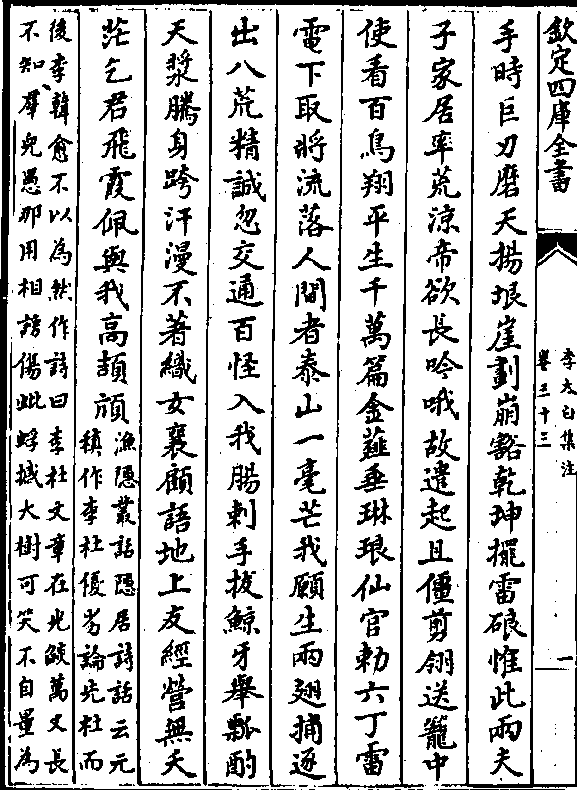 欽定四庫全書
李太白集注
卷三十三
一
手時巨刃磨天揚垠崖劃崩豁乾坤擺雷硠惟此兩夫
子家居率荒涼帝欲長吟哦故遣起且僵剪翎送籠中
使看百鳥翔平生千萬篇金薤垂琳琅仙官勅六丁雷
電下取將流落人間者泰山一毫芒我願生兩翅捕逐
出八荒精誠忽交通百怪入我腸刺手拔鯨牙舉瓢酌
天漿騰身跨汗漫不著織女襄顧語地上友經營無太
茫乞君飛霞佩與我高頡頏
漁隱叢話隱居詩話云元
稹作李杜優劣論先杜而
後李韓愈不以為然作詩曰李杜文章在光燄萬丈長
不知羣兒愚那用相謗傷蚍蜉撼大樹可笑不自量為